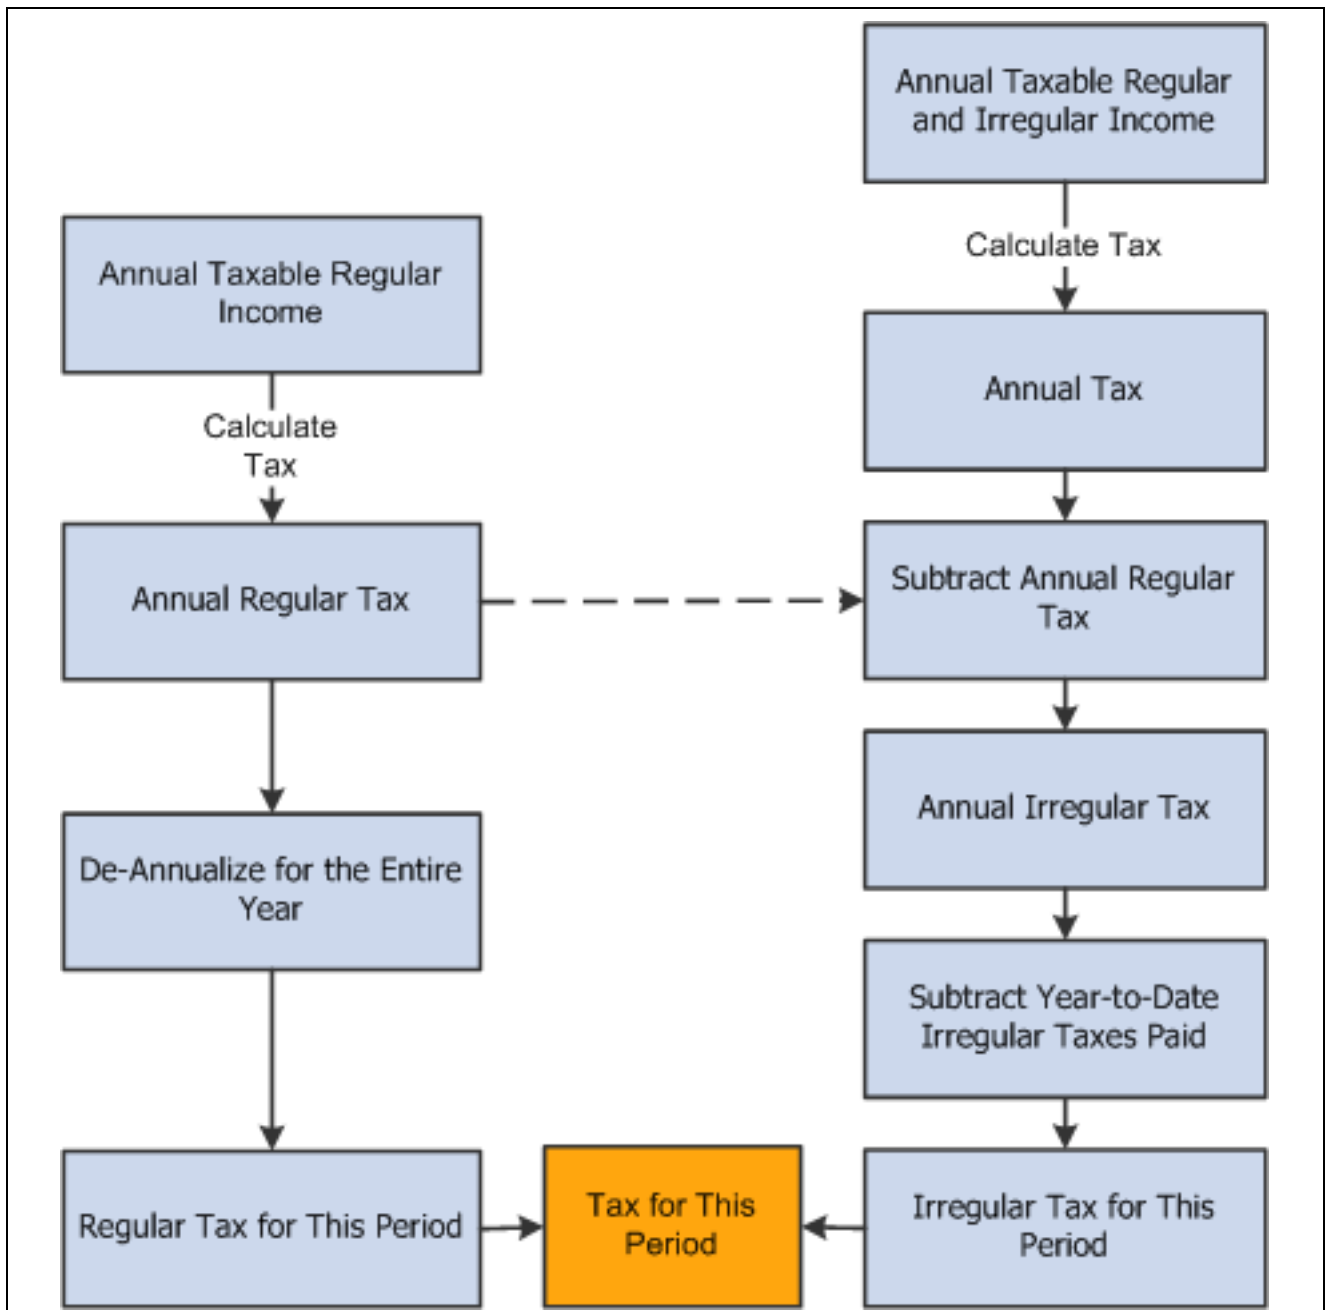 Annual Taxable Regular
and Irregular Income
Calculate Tax
Annual Taxable Regular
Income
Calculate
Tax
Annual Tax
Annual Regular Tax
Subtract Annual Regular
Tax
Annual Irregular Tax
De-Annualize for the Entire
Year
Subtract Year-to-Date
Irregular Taxes Paid
Regular Tax for This Period
Tax for This
Period
Irregular Tax for This
Period